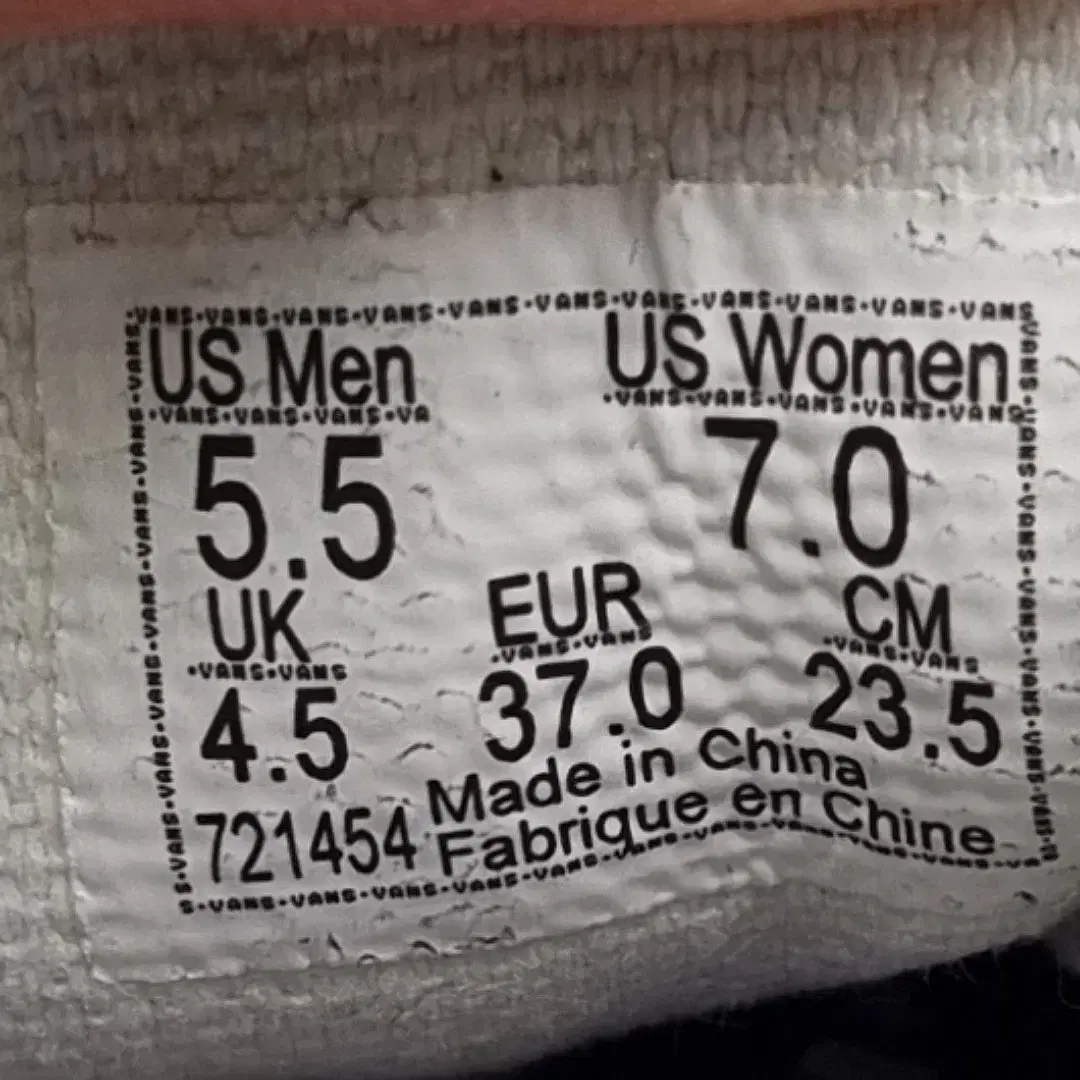 ·VANS·VANS·VANS·VANS·VANS·VANS·VANS·VANS·VANS·VANS·VANS
US Men US Women
·VANS·VANS·VANS·VA ·VANS·VANS·VANS·VANS·VANS
5.5 7.0
UK EUR CM
·VANS·VANS ·VANS·VANS ·VANS·VANS
4.5 37.0 23.5
Made in China
721454 Fabrique en Chine